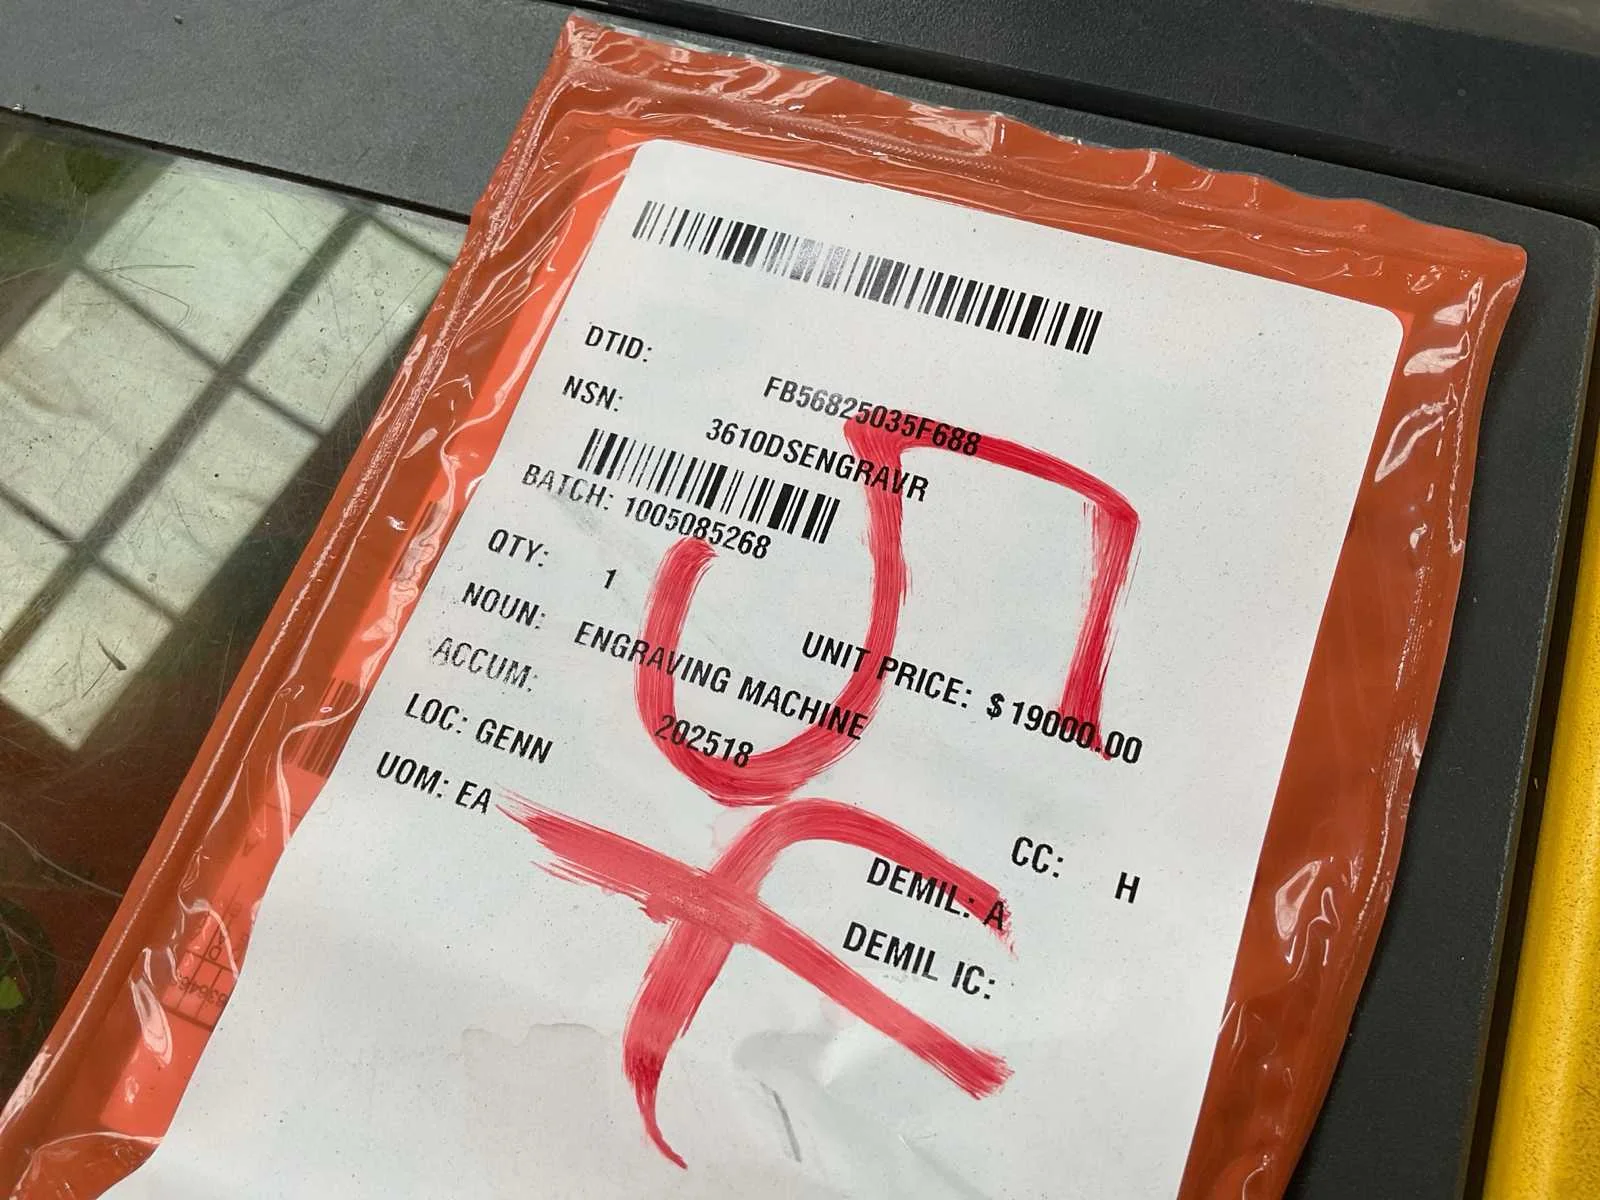 DTID: FB56825035F688
NSN: 3610DSENGRAVR
BATCH: 1005085268
QTY: 1 UNIT PRICE: $ 19000.00
NOUN: ENGRAVING MACHINE
ACCUM: 202518
LOC: GENN CC: H
UOM: EA DEMIL: A
DEMIL IC: